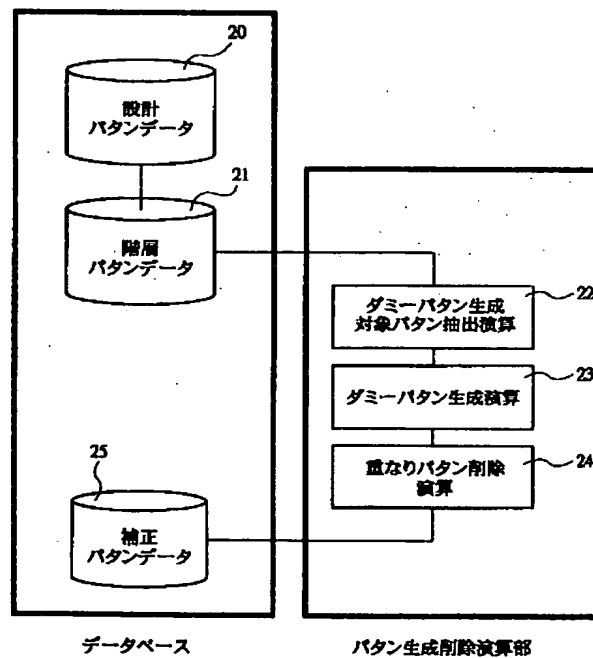 20
設計
パタンデータ
21
階層
パタンデータ
ダミーパタン生成
対象パタン抽出演算
22
ダミーパタン生成演算
23
重なりパタン削除
演算
24
25
補正
パタンデータ
データベース
パタン生成削除演算部